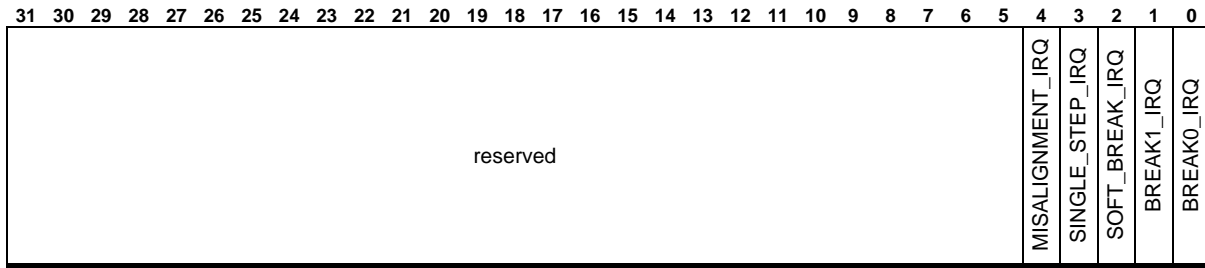 31 30 29 28 27 26 25 24 23 22 21 20 19 18 17 16 15 14 13 12 11 10 9 8 7 6 5 4 3 2 1 0
reserved
MISALIGNMENT_IRQ
SINGLE_STEP_IRQ
SOFT_BREAK_IRQ
BREAK1_IRQ
BREAK0_IRQ